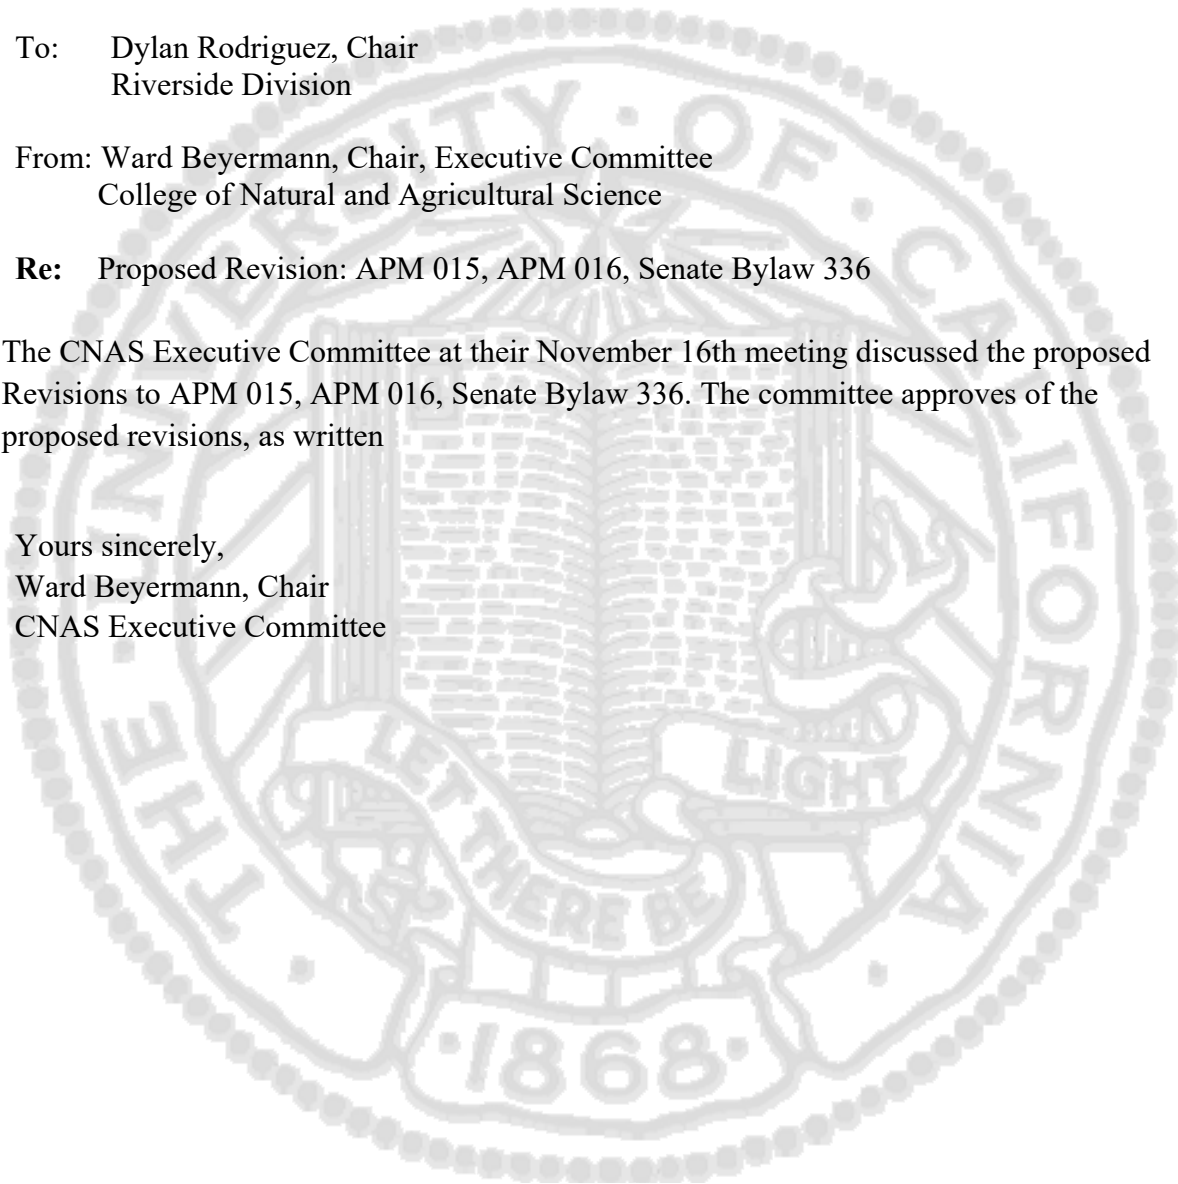 To: Dylan Rodriguez, Chair
Riverside Division
From: Ward Beyermann, Chair, Executive Committee
College of Natural and Agricultural Science
Re: Proposed Revision: APM 015, APM 016, Senate Bylaw 336
The CNAS Executive Committee at their November 16th meeting discussed the proposed
Revisions to APM 015, APM 016, Senate Bylaw 336. The committee approves of the
proposed revisions, as written
Yours sincerely,
Ward Beyermann, Chair
CNAS Executive Committee
THE · UNIVERSITY · OF · CALIFORNIA
LET THERE BE LIGHT
·1868·